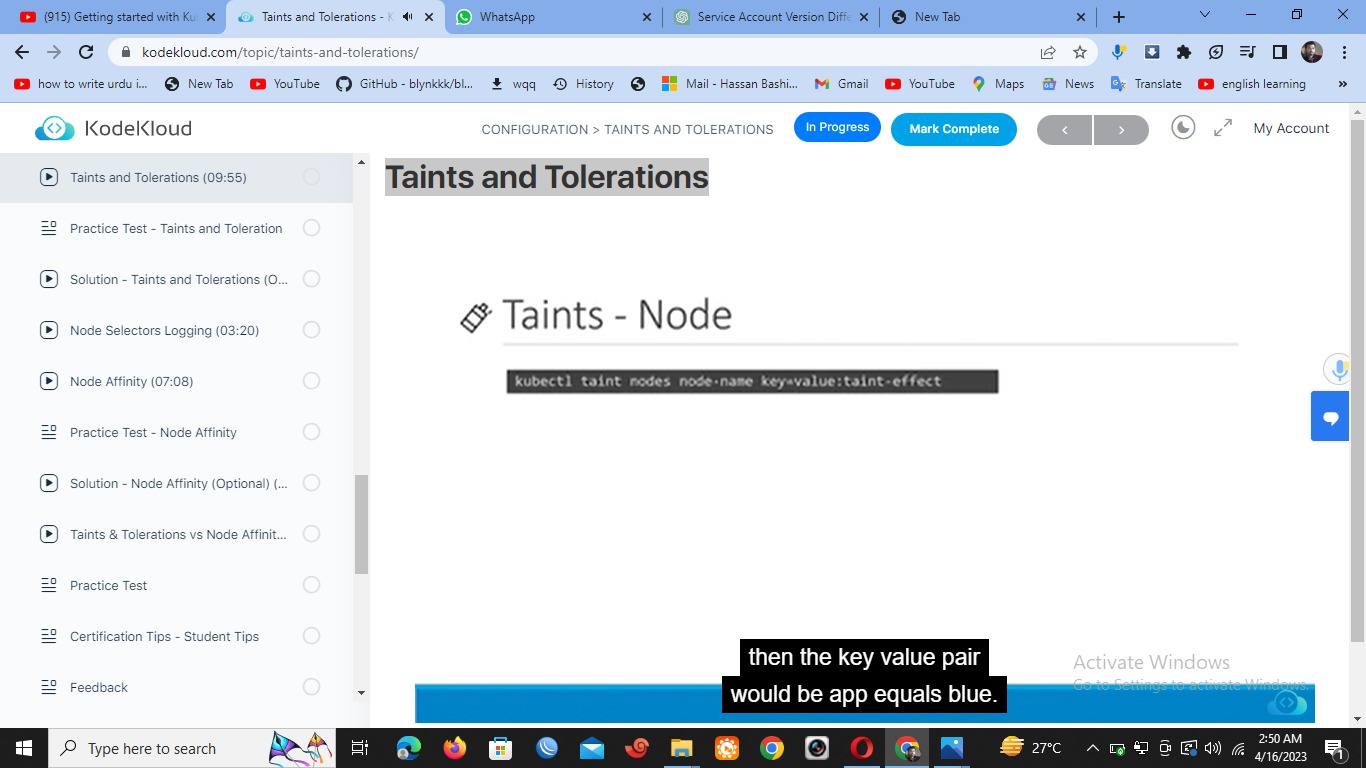 (915) Getting started with Ku
Taints and Tolerations - K
WhatsApp
Service Account Version Diffe
New Tab
kodekloud.com/topic/taints-and-tolerations/
how to write urdu i...
New Tab
YouTube
GitHub - blynkkk/bl...
wqq
History
Mail - Hassan Bashi...
Gmail
YouTube
Maps
News
Translate
english learning
»
KodeKloud
CONFIGURATION > TAINTS AND TOLERATIONS
In Progress
Mark Complete
My Account
Taints and Tolerations (09:55)
Practice Test - Taints and Toleration
Solution - Taints and Tolerations (O...
Node Selectors Logging (03:20)
Node Affinity (07:08)
Practice Test - Node Affinity
Solution - Node Affinity (Optional) (...
Taints & Tolerations vs Node Affinit...
Practice Test
Certification Tips - Student Tips
Feedback
Taints and Tolerations
Taints - Node
kubectl taint nodes node-name key=value:taint-effect
then the key value pair
would be app equals blue.
Activate Windows
Go to Settings to activate Windows.
Type here to search
27°C
2:50 AM
4/16/2023
1